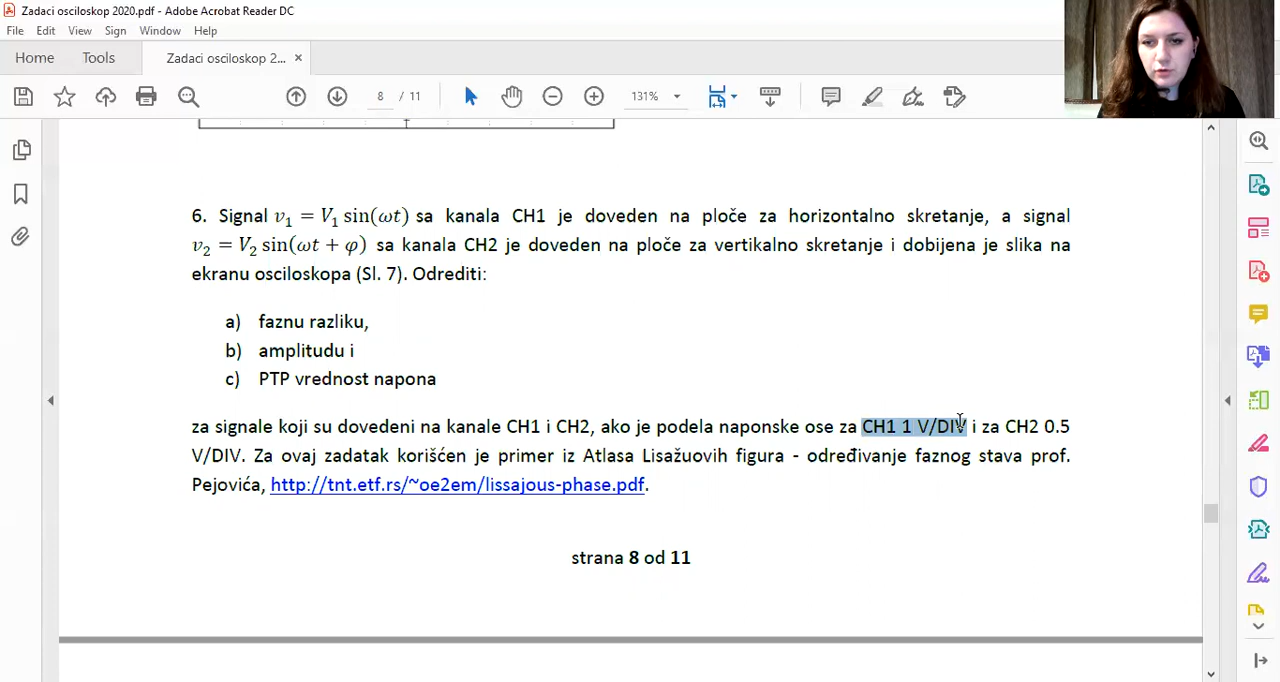 Zadaci osciloskop 2020.pdf - Adobe Acrobat Reader DC
File Edit View Sign Window Help
Home Tools Zadaci osciloskop 2... ×
8 / 11 131%
6. Signal v₁ = V₁ sin(ωt) sa kanala CH1 je doveden na ploče za horizontalno skretanje, a signal
v₂ = V₂ sin(ωt + φ) sa kanala CH2 je doveden na ploče za vertikalno skretanje i dobijena je slika na
ekranu osciloskopa (Sl. 7). Odrediti:
a) faznu razliku,
b) amplitudu i
c) PTP vrednost napona
za signale koji su dovedeni na kanale CH1 i CH2, ako je podela naponske ose za CH1 1 V/DIV i za CH2 0.5
V/DIV. Za ovaj zadatak korišćen je primer iz Atlasa Lisažuovih figura - određivanje faznog stava prof.
Pejovića, http://tnt.etf.rs/~oe2em/lissajous-phase.pdf.
strana 8 od 11